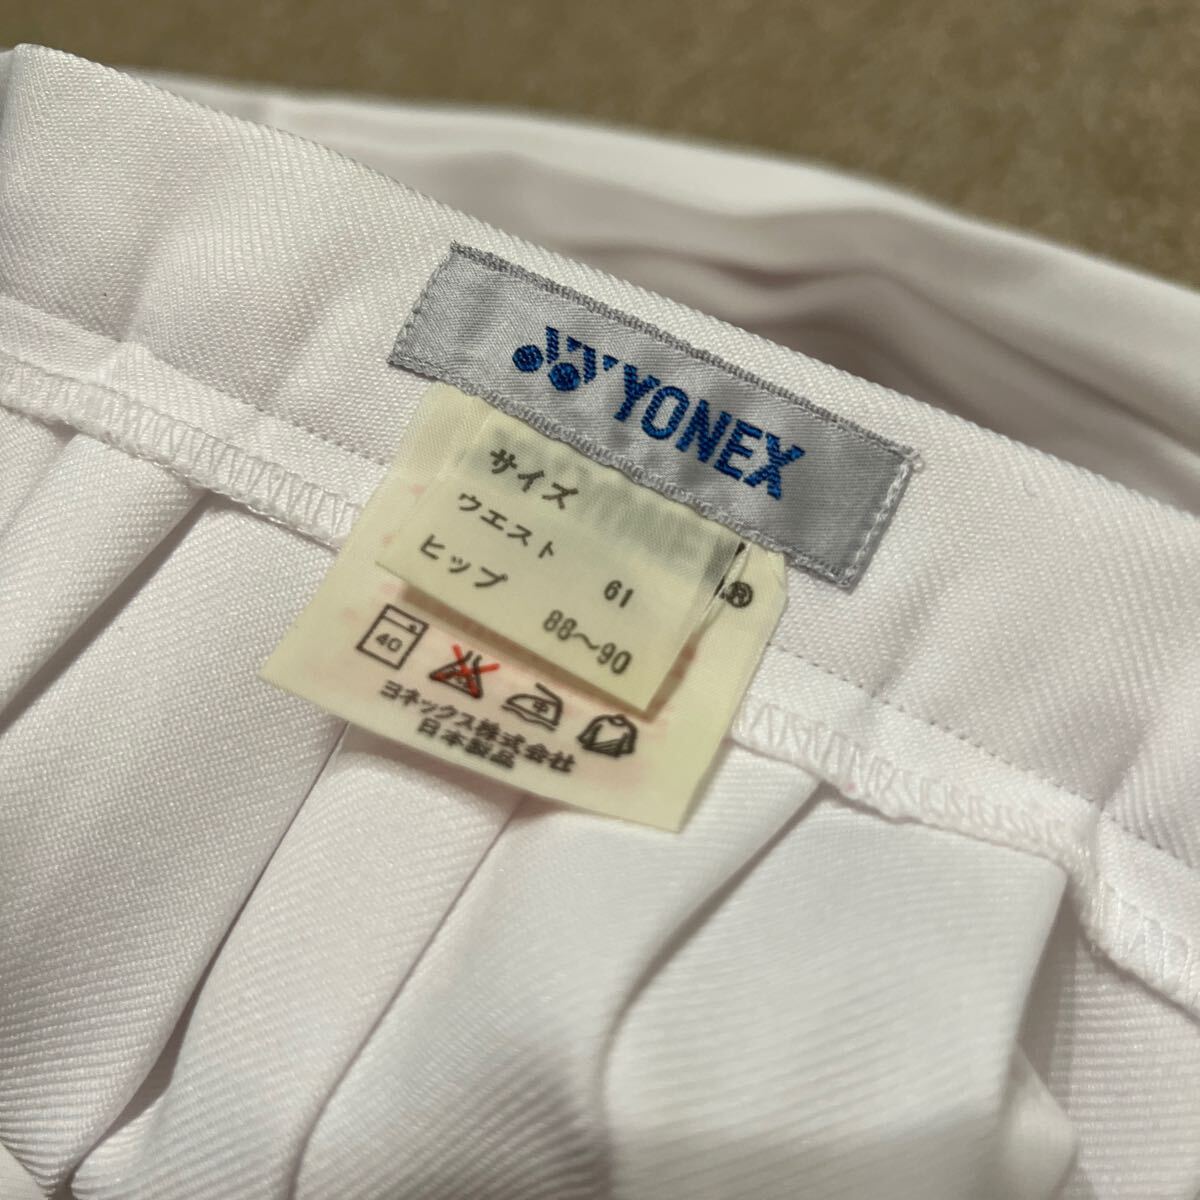 YONEX
サイズ
ウエスト 61
ヒップ 88～90
®
40
中
ヨネックス株式会社
日本製品